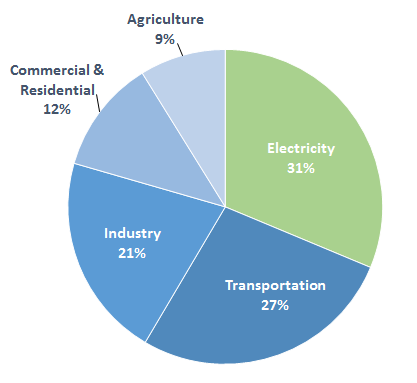 Agriculture
9%
Commercial &
Residential
12%
Electricity
31%
Industry
21%
Transportation
27%